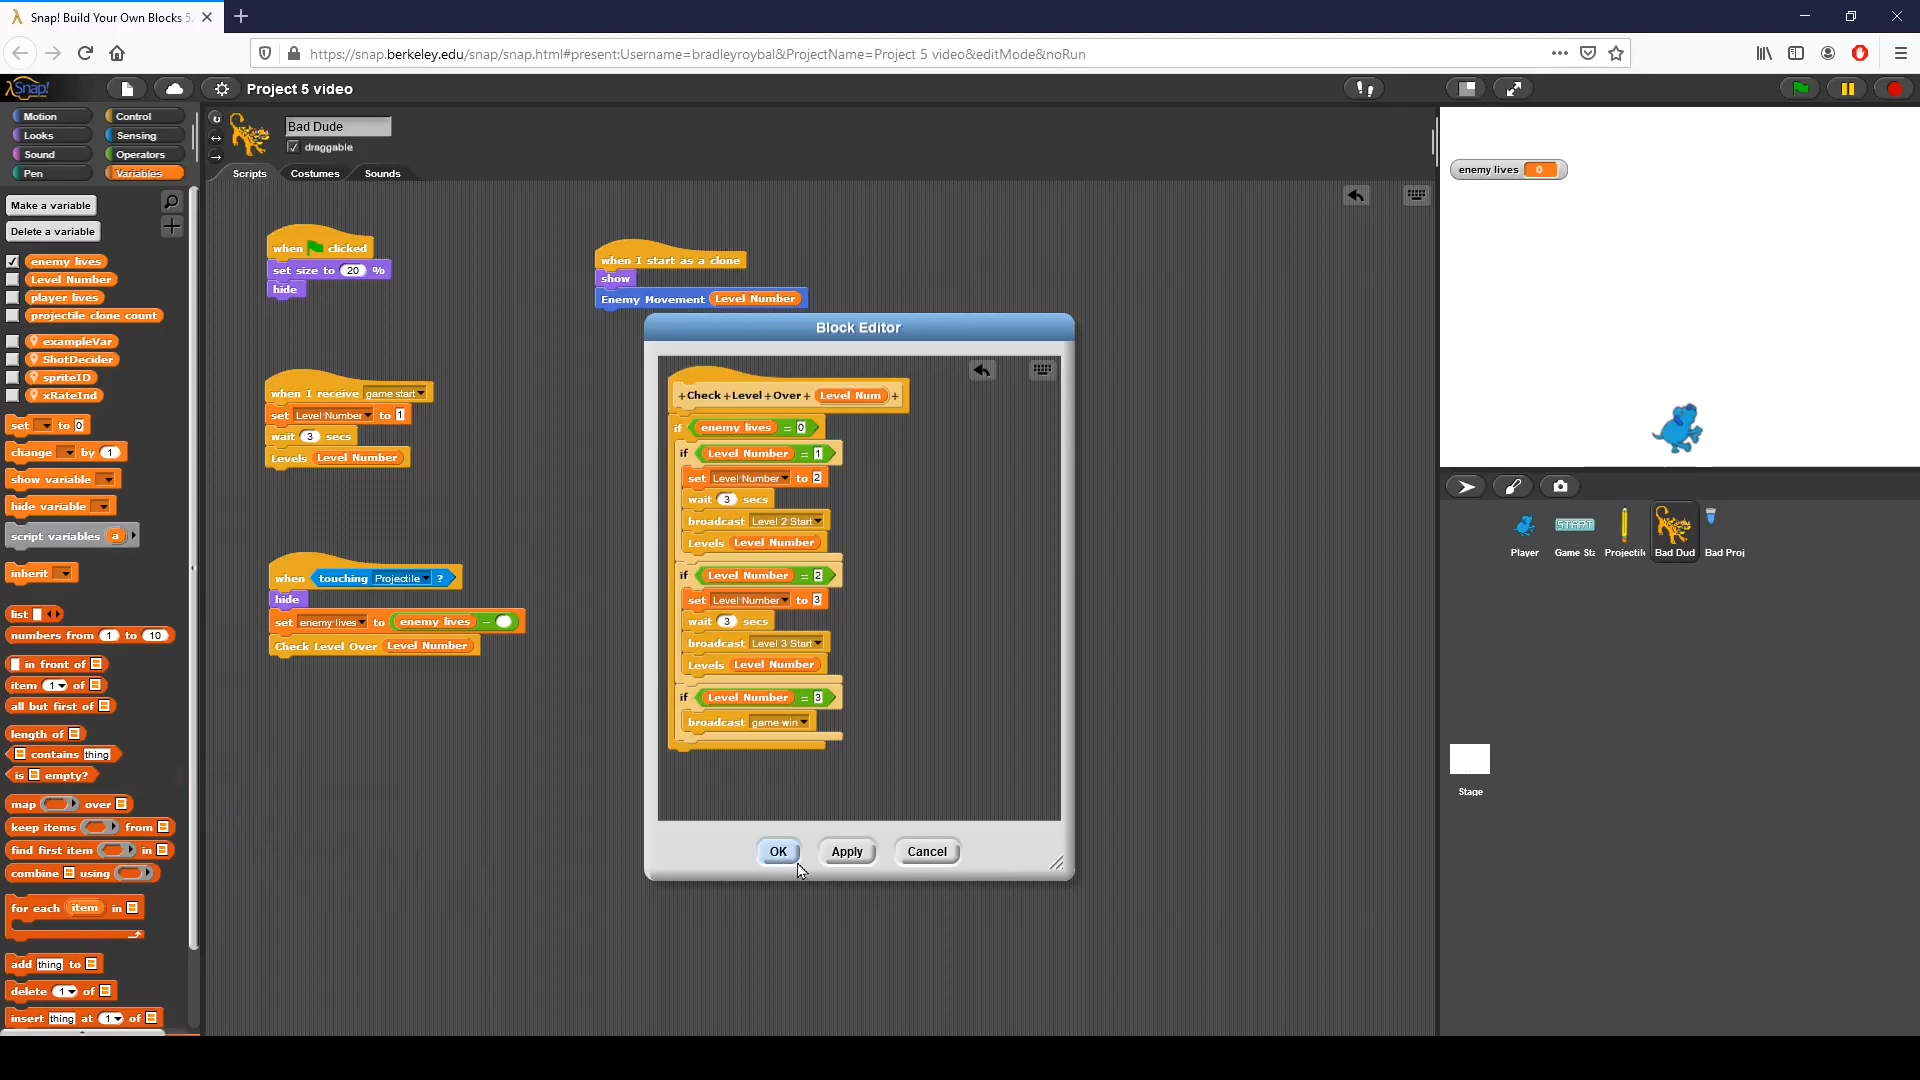 Snap! Build Your Own Blocks 5.
https://snap.berkeley.edu/snap/snap.html#present:Username=bradleyroybal&ProjectName=Project 5 video&editMode&noRun
Snap!
Project 5 video
Motion
Control
Looks
Sensing
Sound
Operators
Pen
Variables
Make a variable
Delete a variable
enemy lives
Level Number
player lives
projectile clone count
exampleVar
ShotDecider
spriteID
xRateInd
set to 0
change by 1
show variable
hide variable
script variables a
inherit
list
numbers from 1 to 10
in front of
item 1 of
all but first of
length of
contains thing
is empty?
map over
keep items from
find first item in
combine using
for each item in
add thing to
delete 1 of
insert thing at 1 of
Bad Dude
draggable
Scripts
Costumes
Sounds
when clicked
set size to 20 %
hide
when I receive game start
set Level Number to 1
wait 3 secs
Levels Level Number
when touching Projectile ?
hide
set enemy lives to enemy lives −
Check Level Over Level Number
when I start as a clone
show
Enemy Movement Level Number
Block Editor
+Check+Level+Over+ Level Num +
if enemy lives = 0
if Level Number = 1
set Level Number to 2
wait 3 secs
broadcast Level 2 Start
Levels Level Number
if Level Number = 2
set Level Number to 3
wait 3 secs
broadcast Level 3 Start
Levels Level Number
if Level Number = 3
broadcast game win
OK
Apply
Cancel
enemy lives 0
Player
Game Sta
Projectile
Bad Dud
Bad Proj
Stage